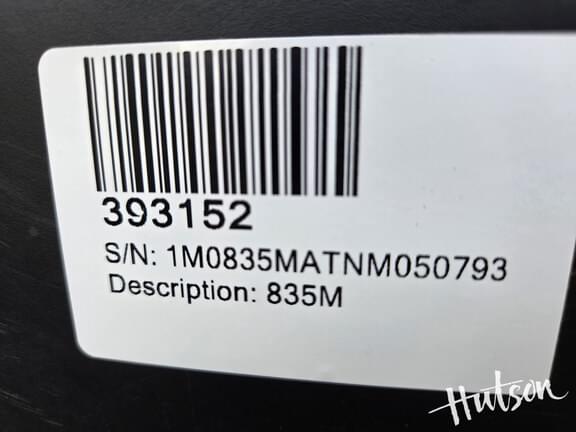 393152
S/N: 1M0835MATNM050793
Description: 835M
Hutson